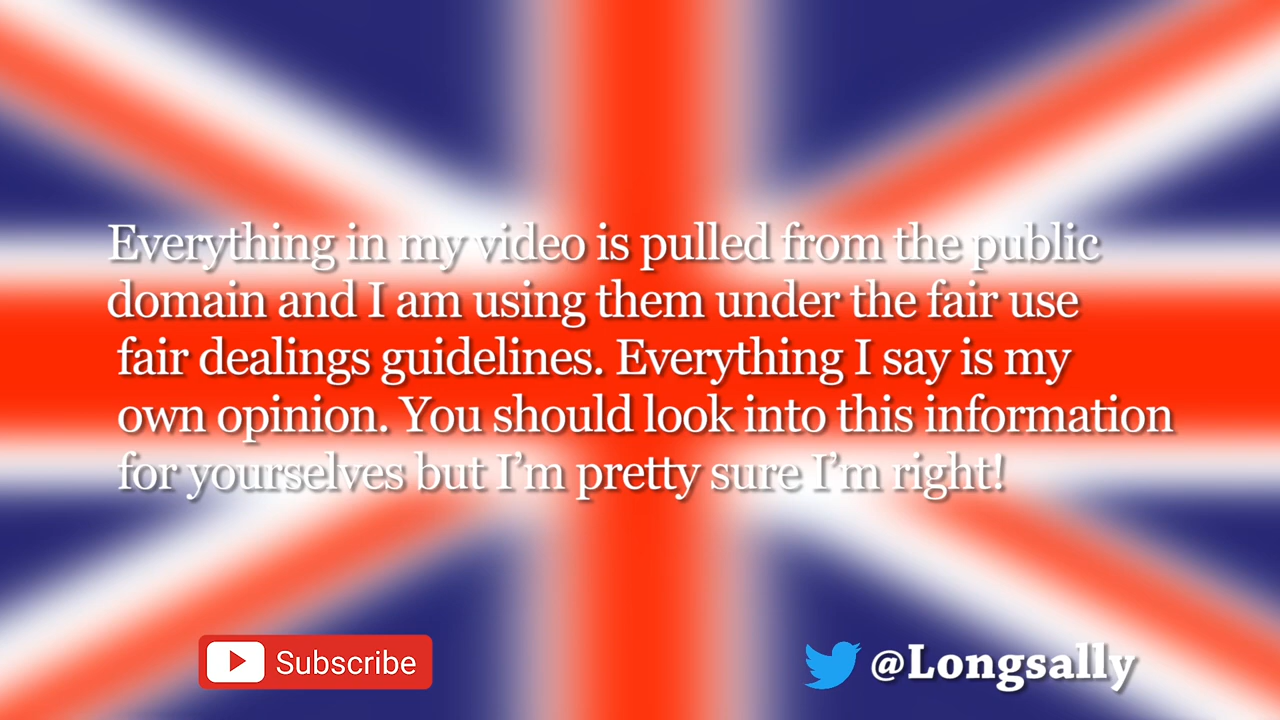 Everything in my video is pulled from the public
domain and I am using them under the fair use
fair dealings guidelines. Everything I say is my
own opinion. You should look into this information
for yourselves but I’m pretty sure I’m right!
Subscribe
@Longsally